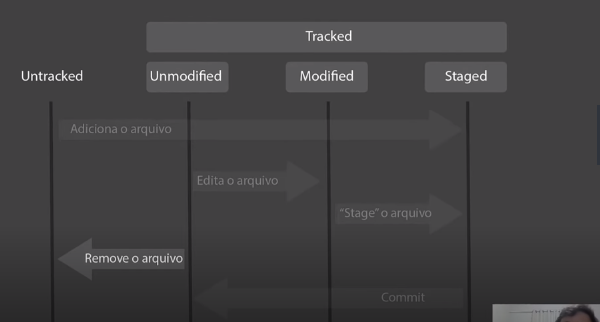 Tracked
Untracked
Unmodified
Modified
Staged
Adiciona o arquivo
Edita o arquivo
“Stage” o arquivo
Remove o arquivo
Commit